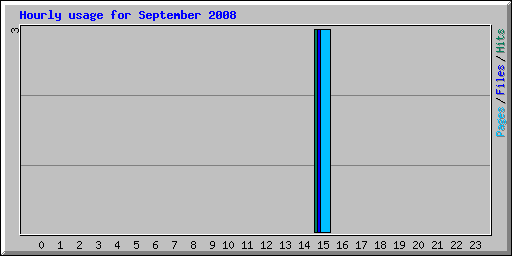 Hourly usage for September 2008
3
Pages/Files/Hits
0 1 2 3 4 5 6 7 8 9 10 11 12 13 14 15 16 17 18 19 20 21 22 23